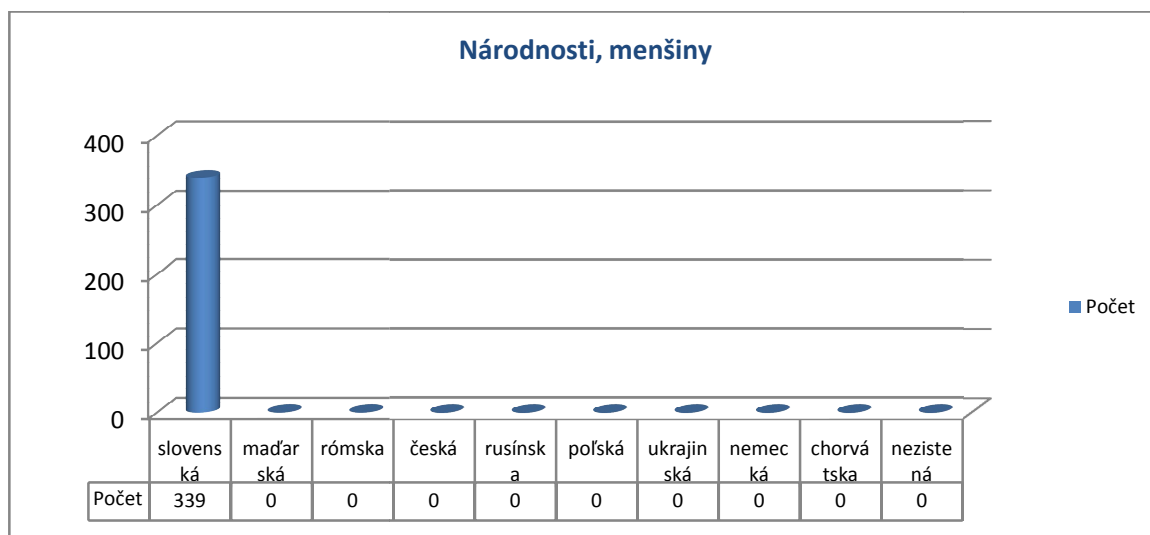 Národnosti, menšiny
400
300
200
100
0
Počet
slovens maďar rómska česká rusínsk poľská ukrajin nemec chorvá neziste
ská ská a ská ká tska ná
Počet 339 0 0 0 0 0 0 0 0 0